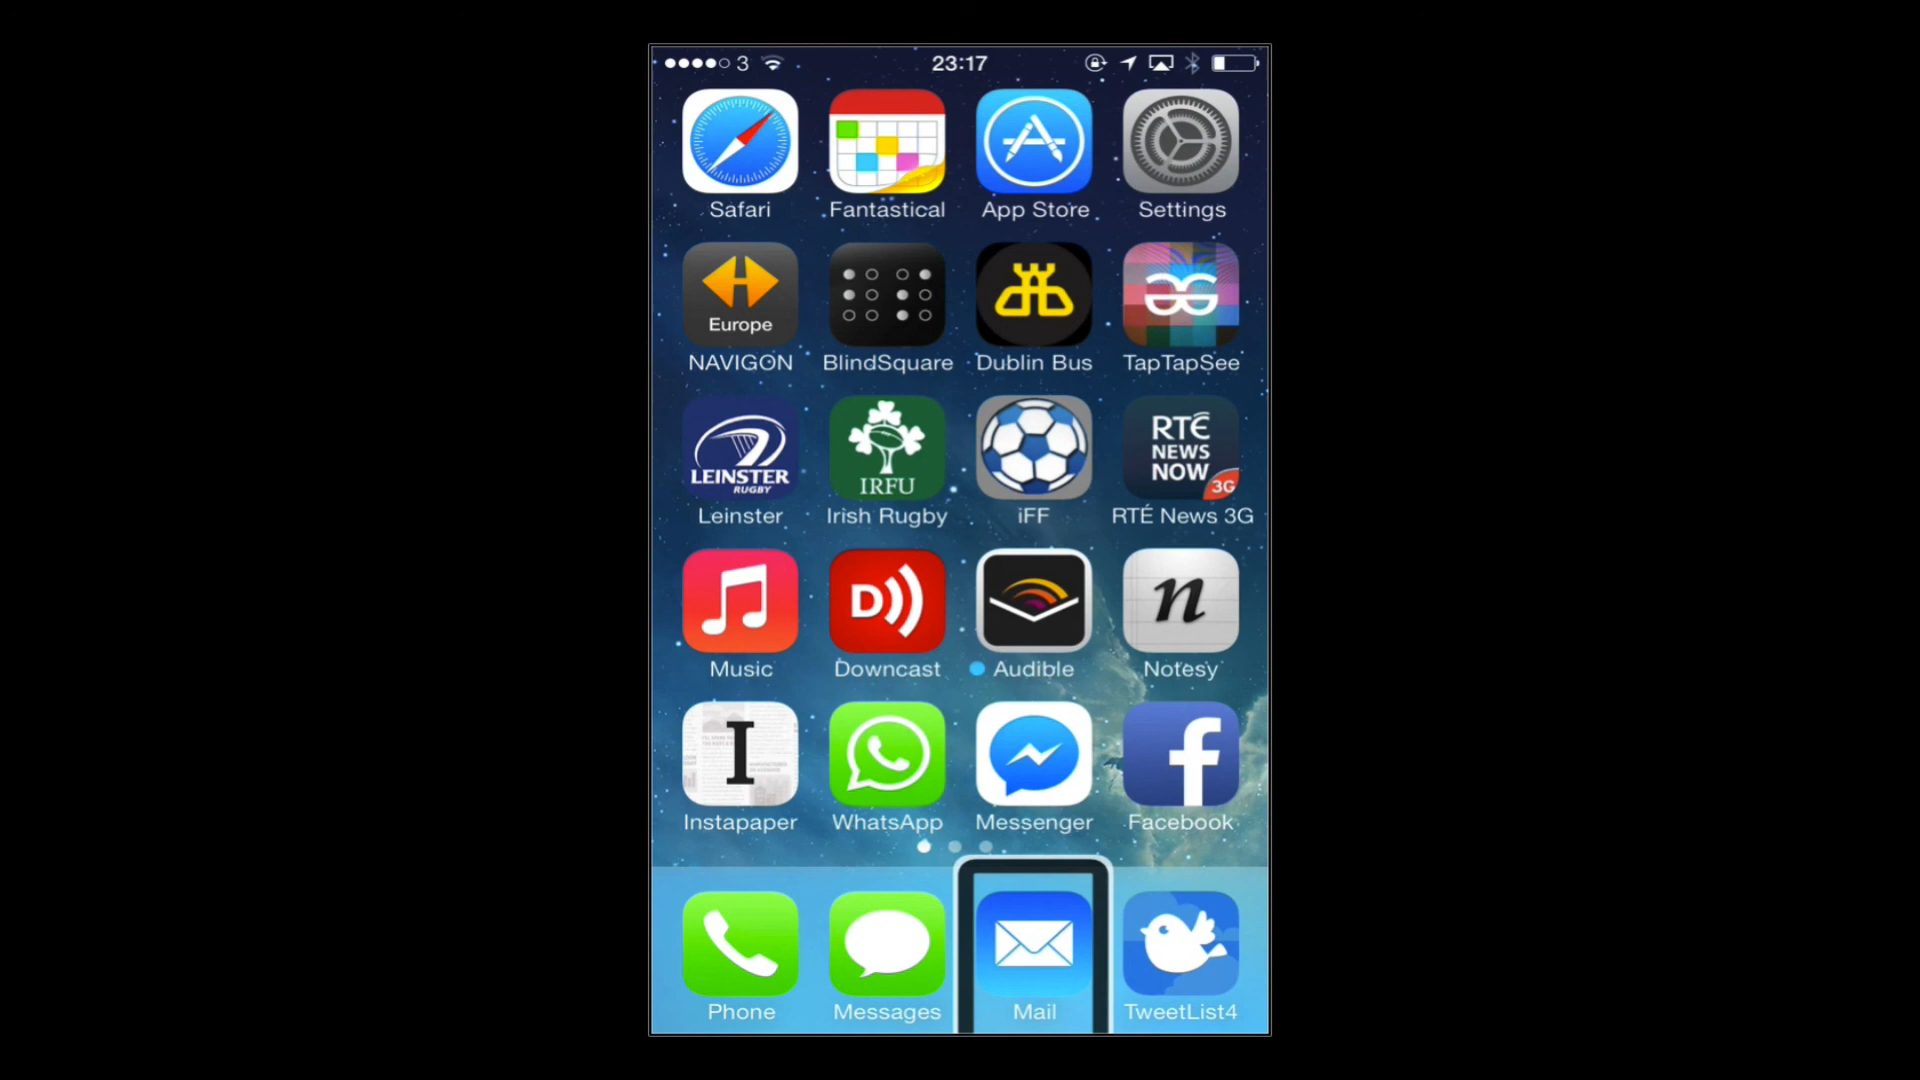 3 23:17
Safari Fantastical App Store Settings
Europe
NAVIGON BlindSquare Dublin Bus TapTapSee
LEINSTER
RUGBY
IRFU
RTÉ
NEWS
NOW
3G
Leinster Irish Rugby iFF RTÉ News 3G
D
n
Music Downcast Audible Notesy
I
f
Instapaper WhatsApp Messenger Facebook
Phone Messages Mail TweetList4